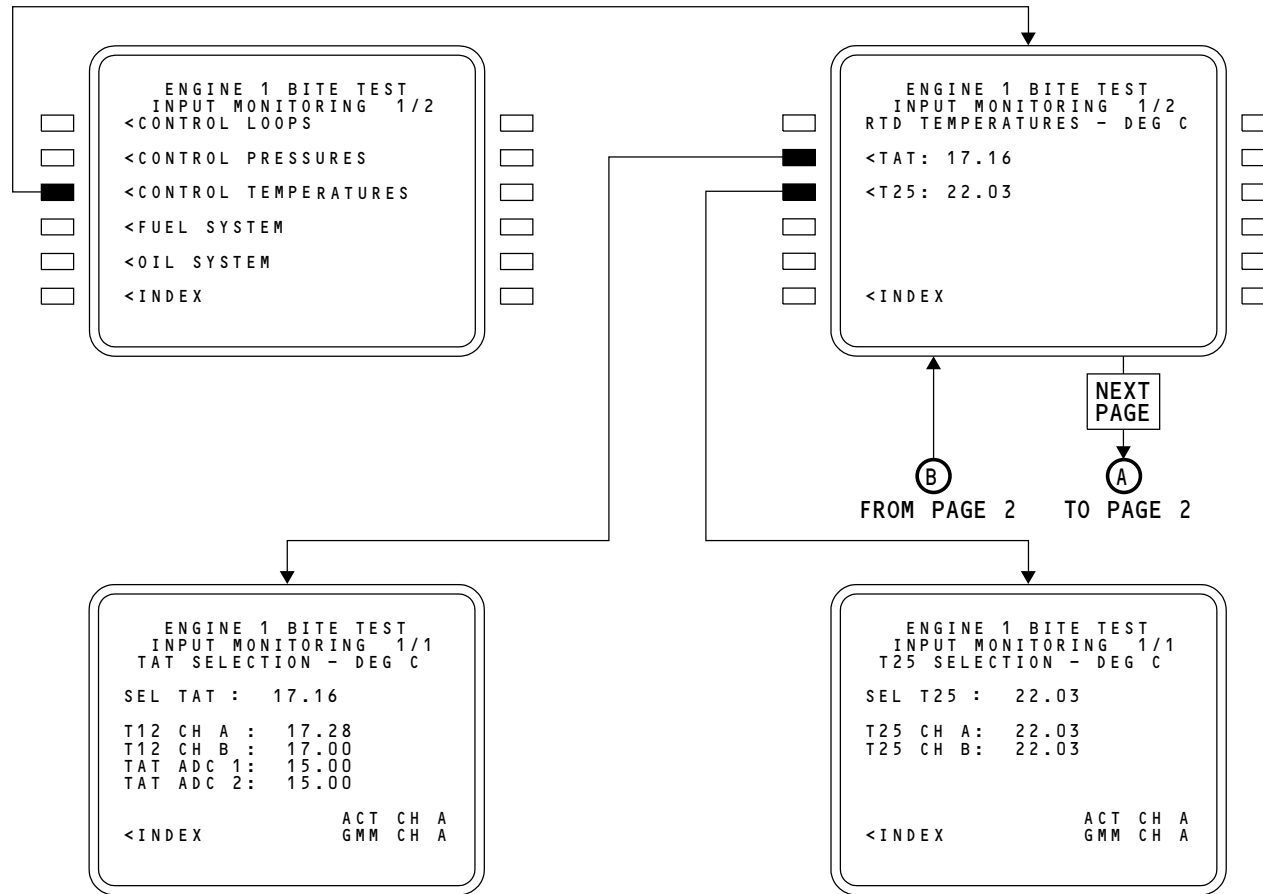 ENGINE 1 BITE TEST
INPUT MONITORING 1/2
<CONTROL LOOPS
<CONTROL PRESSURES
<CONTROL TEMPERATURES
<FUEL SYSTEM
<OIL SYSTEM
<INDEX
ENGINE 1 BITE TEST
INPUT MONITORING 1/2
RTD TEMPERATURES - DEG C
<TAT: 17.16
<T25: 22.03
<INDEX
NEXT
PAGE
B
FROM PAGE 2
A
TO PAGE 2
ENGINE 1 BITE TEST
INPUT MONITORING 1/1
TAT SELECTION - DEG C
SEL TAT : 17.16
T12 CH A : 17.28
T12 CH B : 17.00
TAT ADC 1: 15.00
TAT ADC 2: 15.00
ACT CH A
<INDEX GMM CH A
ENGINE 1 BITE TEST
INPUT MONITORING 1/1
T25 SELECTION - DEG C
SEL T25 : 22.03
T25 CH A: 22.03
T25 CH B: 22.03
ACT CH A
<INDEX GMM CH A